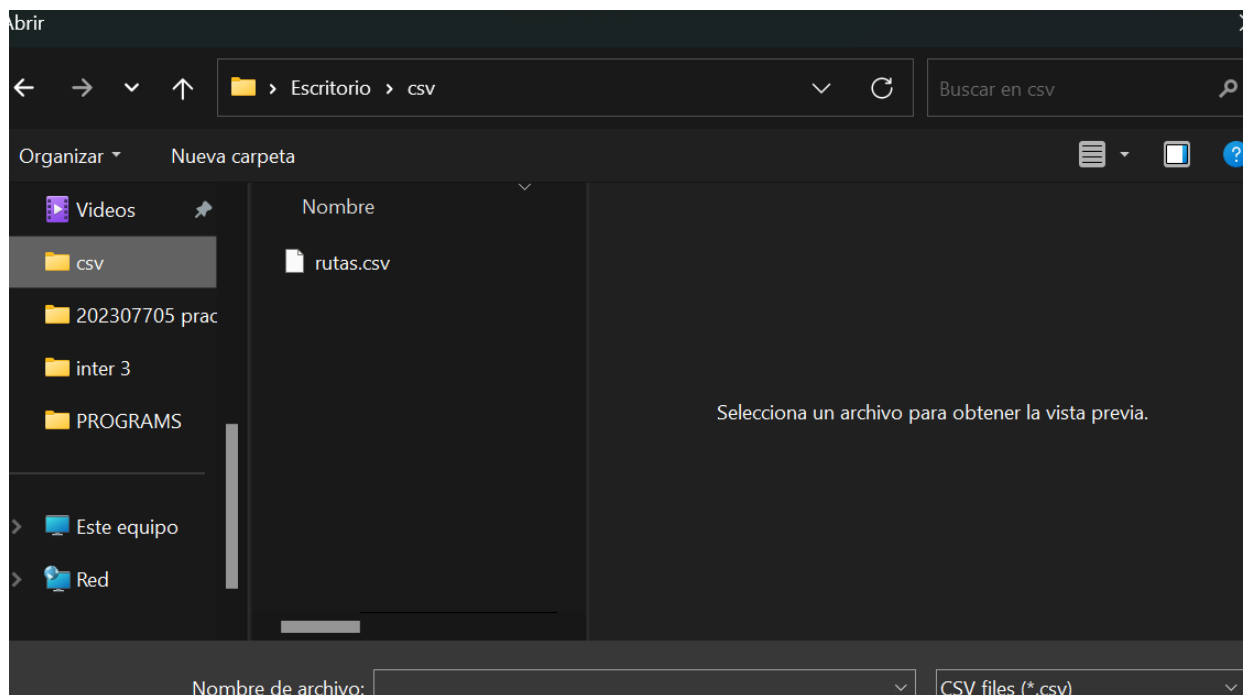 Abrir
Escritorio > csv
Buscar en csv
Organizar
Nueva carpeta
Videos
csv
202307705 prac
inter 3
PROGRAMS
Este equipo
Red
Nombre
rutas.csv
Selecciona un archivo para obtener la vista previa.
Nombre de archivo:
CSV files (*.csv)